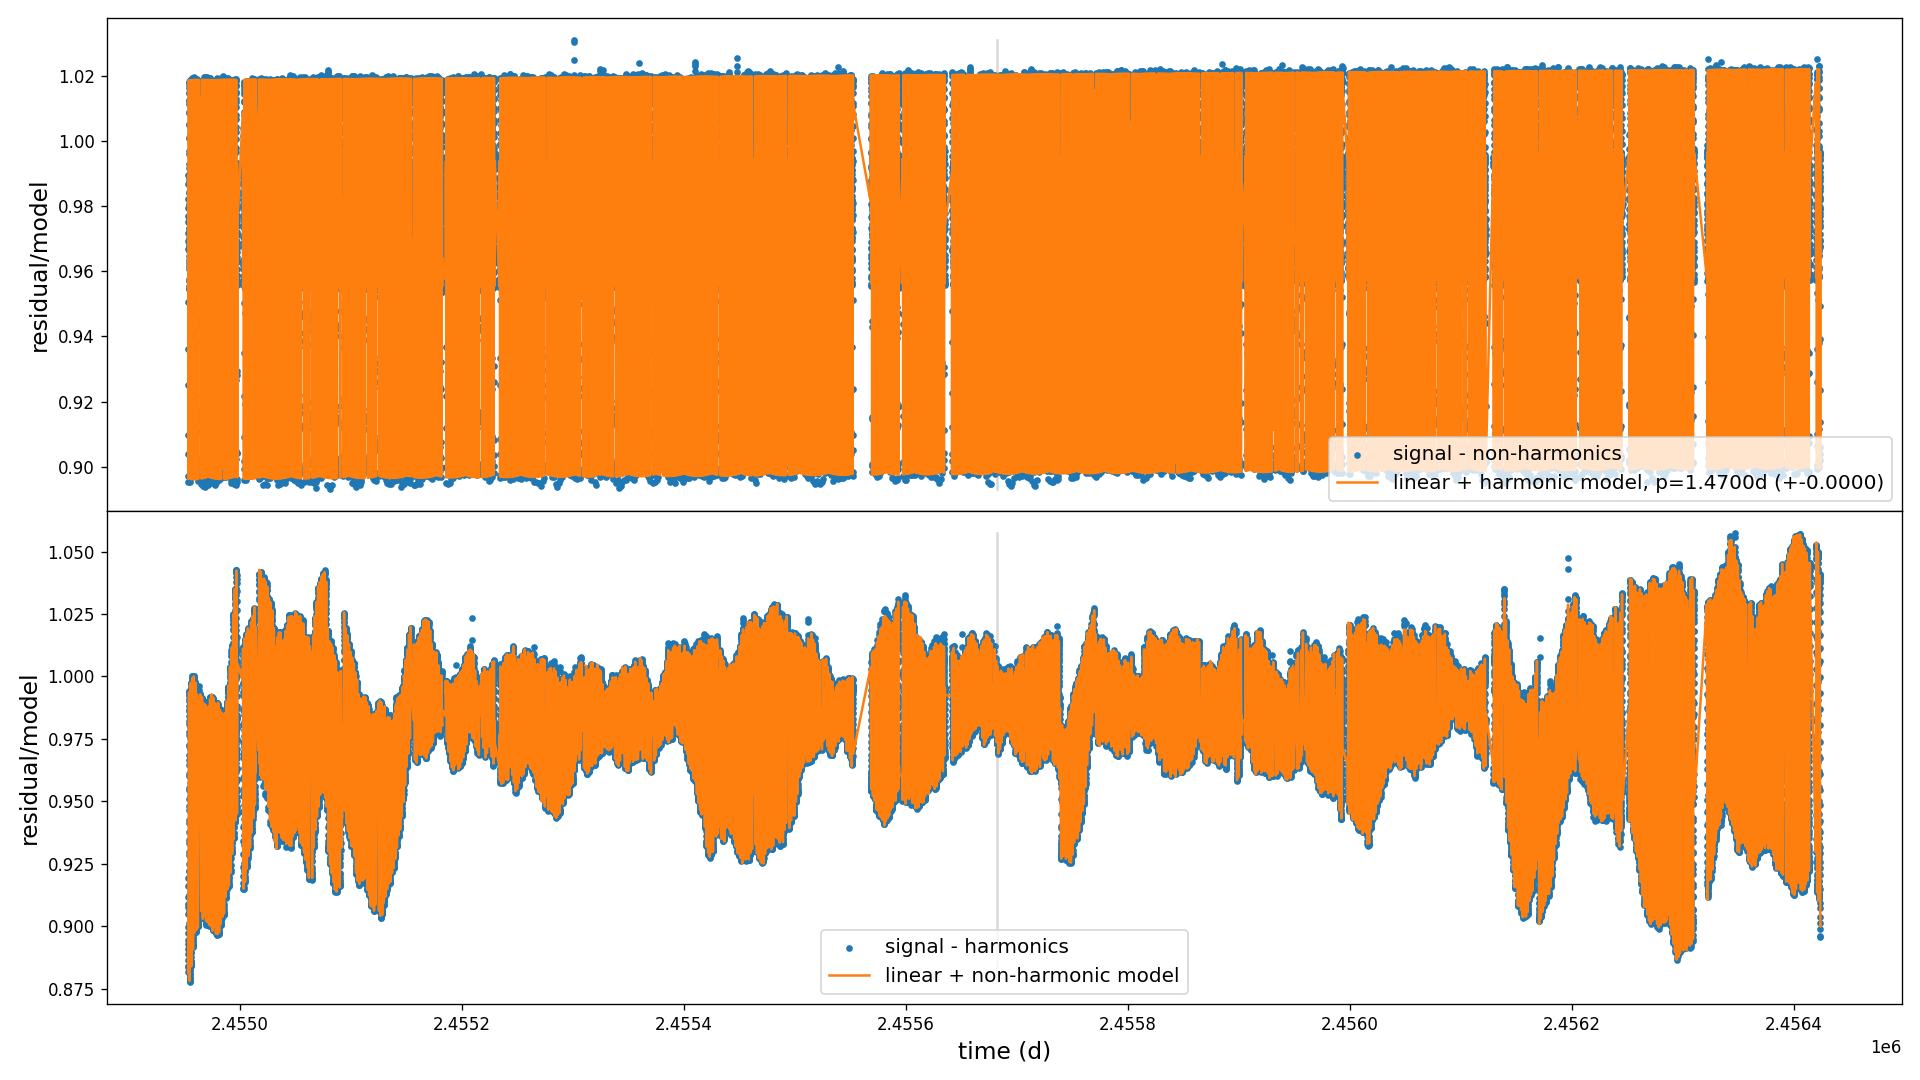 residual/model
1.02
1.00
0.98
0.96
0.94
0.92
0.90
signal - non-harmonics
linear + harmonic model, p=1.4700d (+-0.0000)
residual/model
1.050
1.025
1.000
0.975
0.950
0.925
0.900
0.875
signal - harmonics
linear + non-harmonic model
2.4550
2.4552
2.4554
2.4556
2.4558
2.4560
2.4562
2.4564
time (d)
1e6